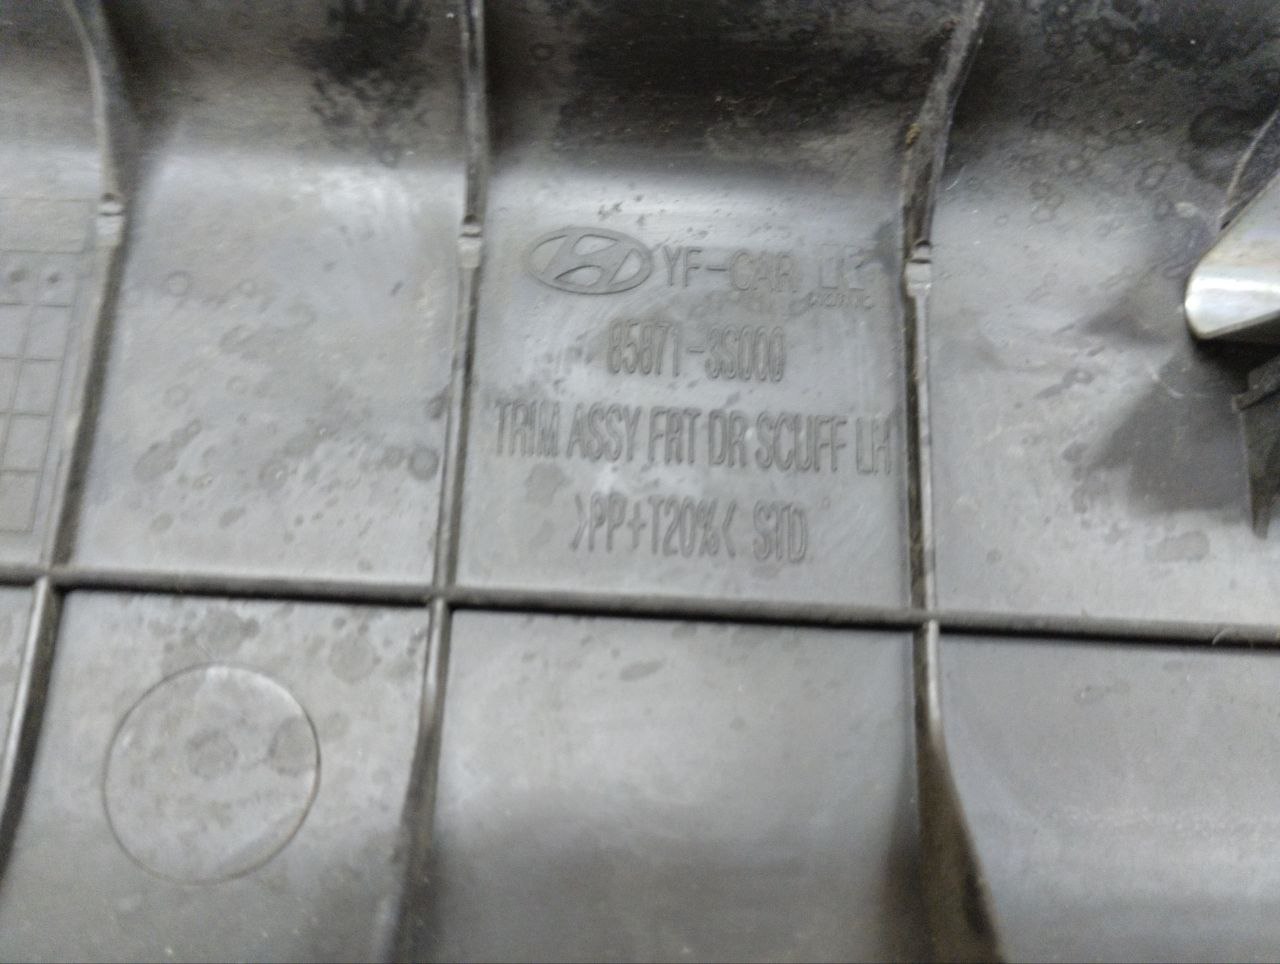 YF-CAR
85871-3S000
TRIM ASSY FRT DR SCUFF LH
>PP+T20%< STD